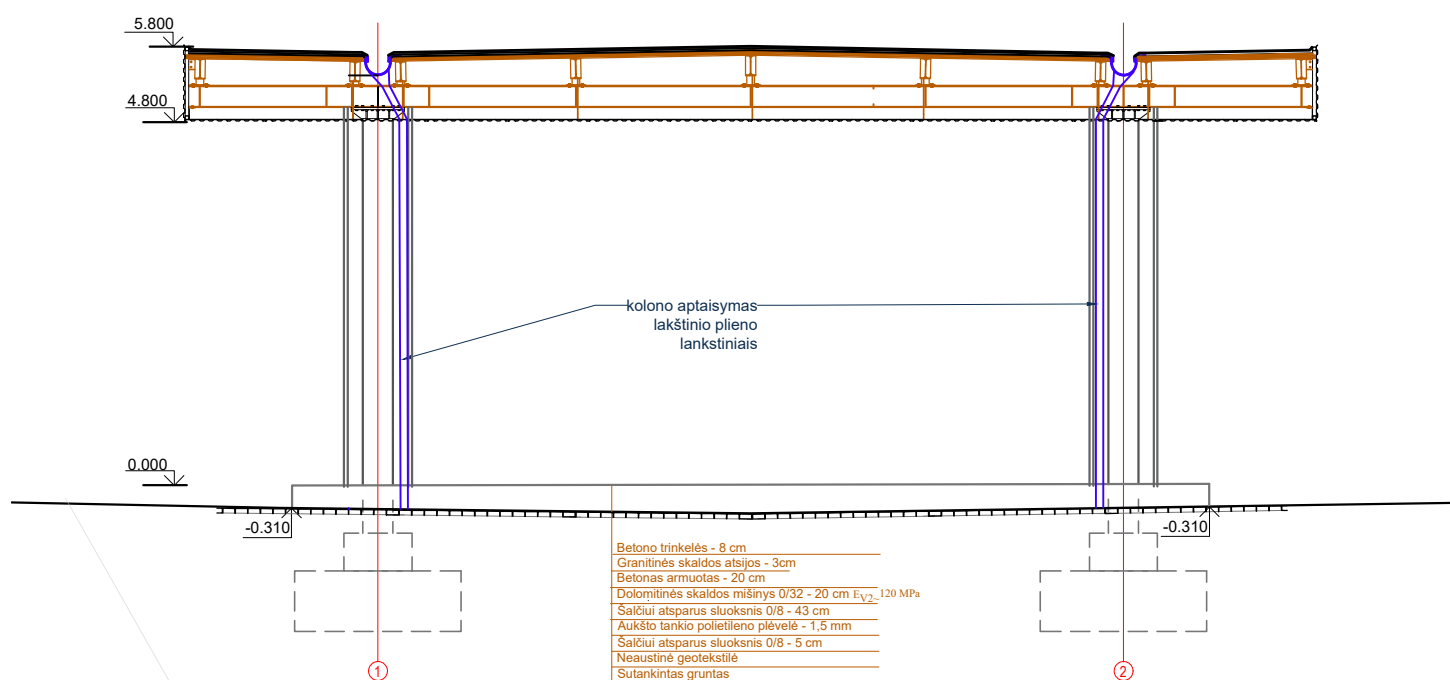 5.800
4.800
kolono aptaisymas
lakštinio plieno
lankstiniais
0.000
-0.310
-0.310
Betono trinkelės - 8 cm
Granitinės skaldos atsijos - 3cm
Betonas armuotas - 20 cm
Dolomitinės skaldos mišinys 0/32 - 20 cm EV2~120 MPa
Šalčiui atsparus sluoksnis 0/8 - 43 cm
Aukšto tankio polietileno plėvelė - 1,5 mm
Šalčiui atsparus sluoksnis 0/8 - 5 cm
Neaustinė geotekstilė
Sutankintas gruntas
1
2